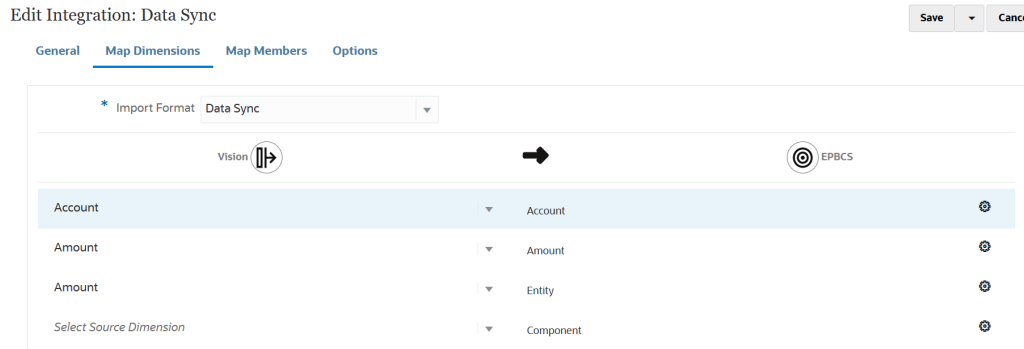 Edit Integration: Data Sync
Save
General Map Dimensions Map Members Options
* Import Format Data Sync
Vision EPBCS
Account Account
Amount Amount
Amount Entity
Select Source Dimension Component